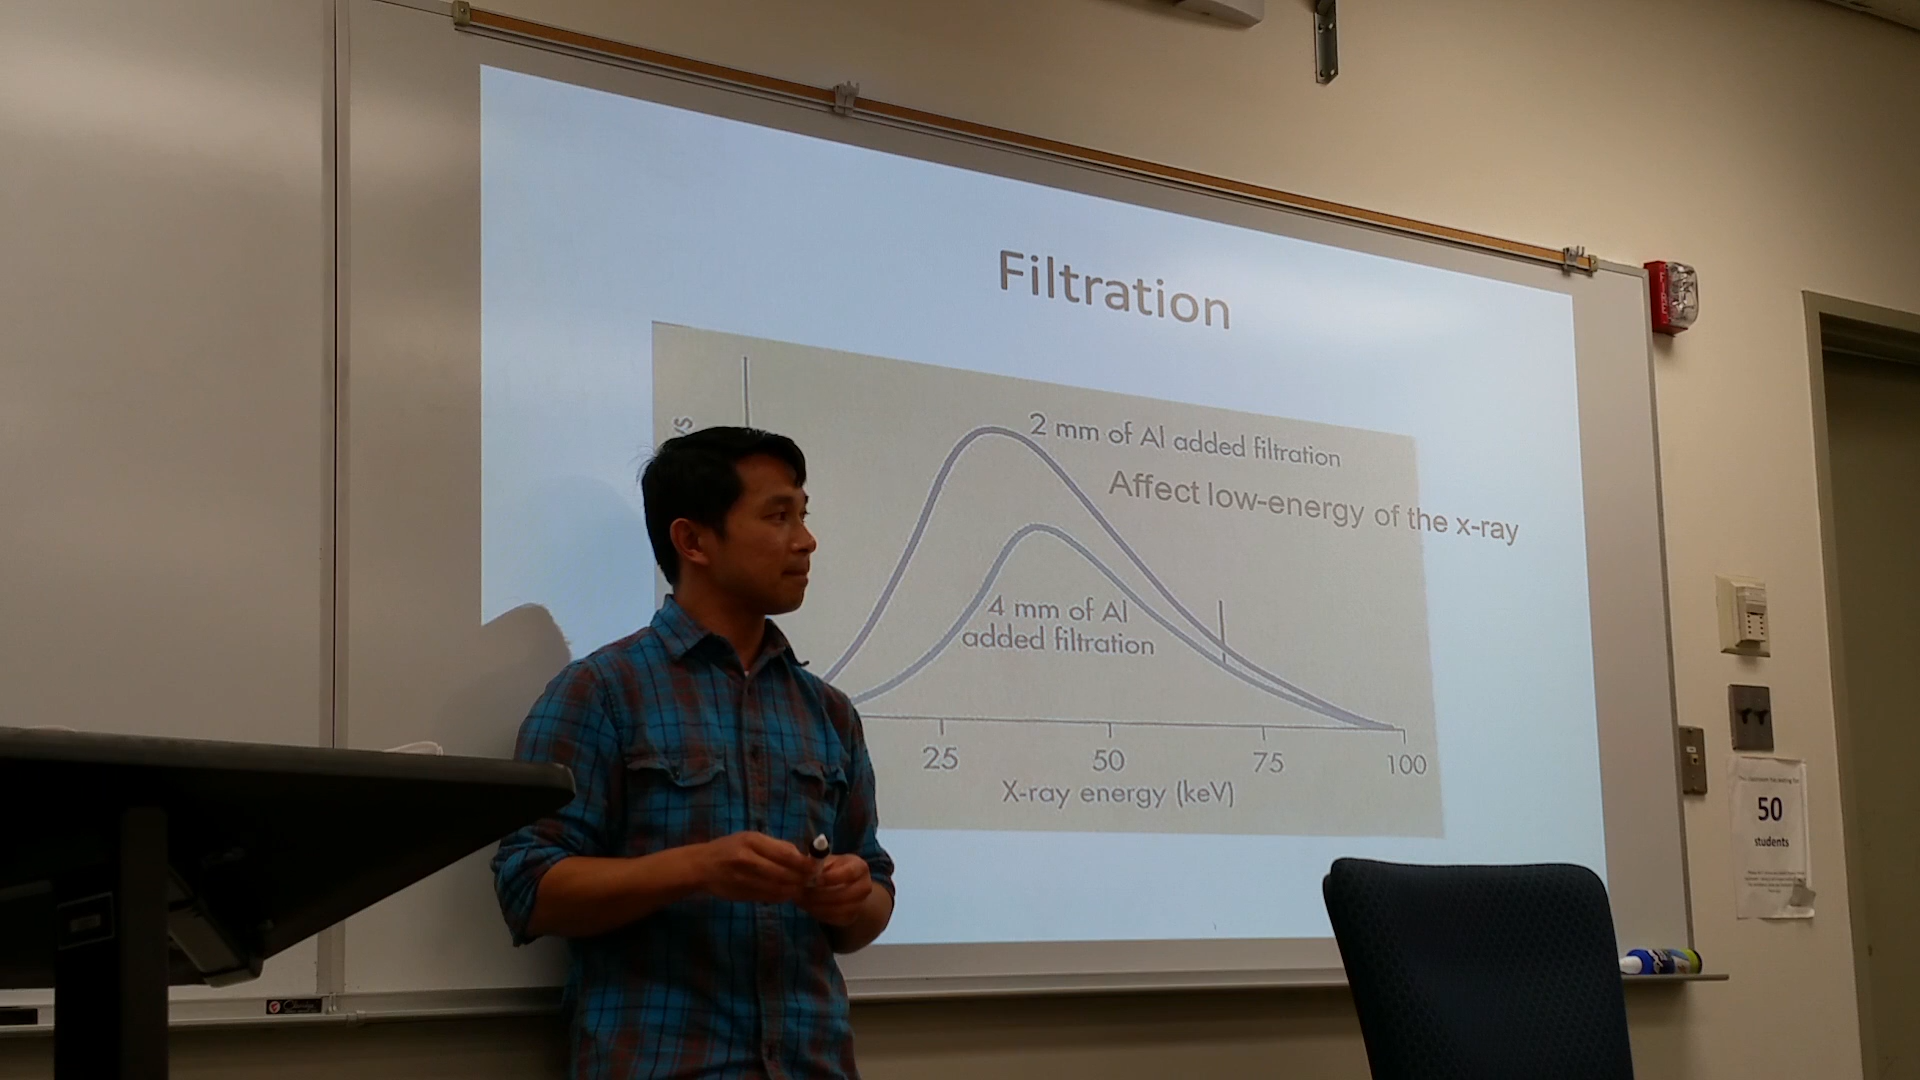 Filtration
2 mm of Al added filtration
Affect low-energy of the x-ray
4 mm of Al
added filtration
25 50 75 100
X-ray energy (keV)
FIRE
50
students